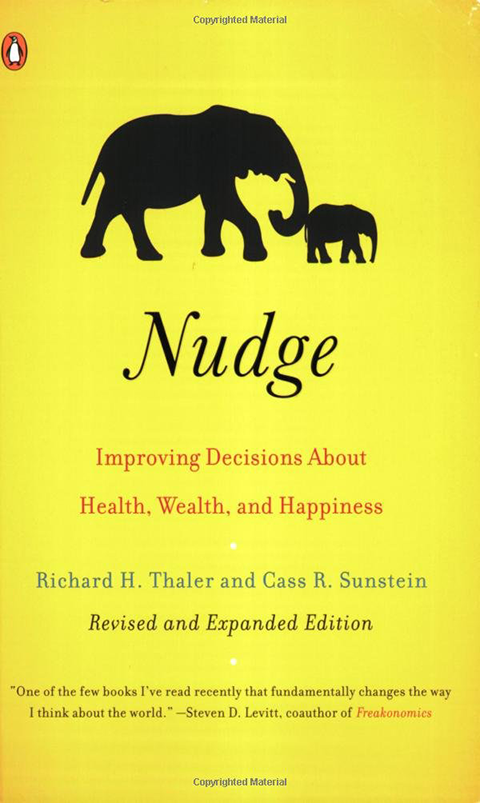 Copyrighted Material
Nudge
Improving Decisions About
Health, Wealth, and Happiness
Richard H. Thaler and Cass R. Sunstein
Revised and Expanded Edition
"One of the few books I've read recently that fundamentally changes the way
I think about the world." —Steven D. Levitt, coauthor of Freakonomics
Copyrighted Material